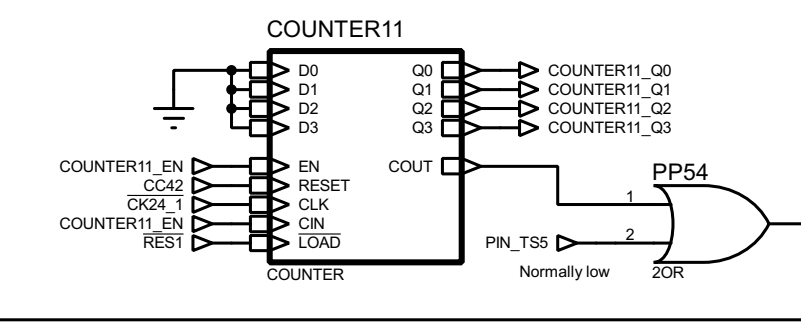 COUNTER11
D0
D1
D2
D3
Q0
Q1
Q2
Q3
COUNTER11_Q0
COUNTER11_Q1
COUNTER11_Q2
COUNTER11_Q3
COUNTER11_EN
CC42
CK24_1
COUNTER11_EN
RES1
EN
RESET
CLK
CIN
LOAD
COUT
COUNTER
PP54
1
2
PIN_TS5
Normally low
2OR